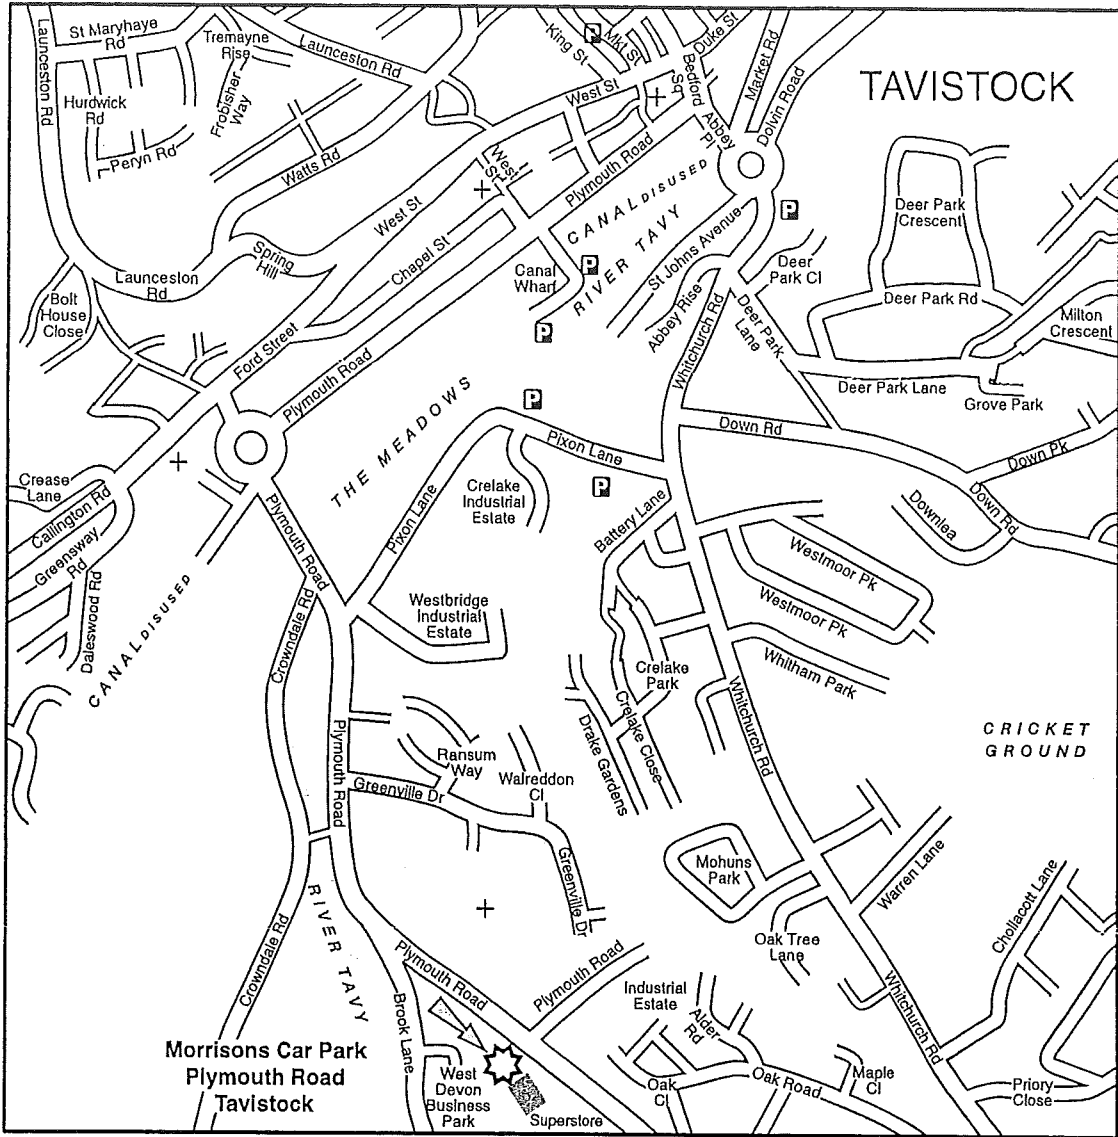 TAVISTOCK
St Maryhaye
Rd
Tremayne
Rise
Launceston Rd
Launceston Rd
Hurdwick
Rd
Frobisher
Way
Peryn Rd
Watts Rd
P
King St
Mkt St
Duke St
West St
Bedford
Sq
Abbey
Pl
Market Rd
Dolvin Road
West
St
Plymouth Road
CANAL DISUSED
RIVER TAVY
P
St Johns Avenue
Deer Park
Crescent
Deer
Park Cl
West St
Chapel St
Spring
Hill
Launceston
Rd
Canal
Wharf
P
P
Abbey Rise
Whitchurch Rd
Deer Park
Lane
Deer Park Rd
Milton
Crescent
Bolt
House
Close
Ford Street
Plymouth Road
Deer Park Lane
Grove Park
THE MEADOWS
P
Pixon Lane
Down Rd
Down Pk
P
Crease
Lane
Callington Rd
Greensway
Rd
Daleswood Rd
CANAL DISUSED
Plymouth Road
Pixon Lane
Crelake
Industrial
Estate
Battery Lane
Downlea
Down Rd
Westmoor Pk
Westmoor Pk
Whitham Park
Crowndale Rd
Westbridge
Industrial
Estate
Crelake
Park
Crelake Close
Drake Gardens
Whitchurch Rd
CRICKET
GROUND
Plymouth Road
Ransum
Way
Walreddon
Cl
Greenville Dr
Greenville Dr
Mohuns
Park
Warren Lane
Chollacott Lane
Oak Tree
Lane
RIVER TAVY
Crowndale Rd
Plymouth Road
Plymouth Road
Industrial
Estate
Alder
Rd
Whitchurch Rd
Brook Lane
Morrisons Car Park
Plymouth Road
Tavistock
West
Devon
Business
Park
Superstore
Oak
Cl
Oak Road
Maple
Cl
Priory
Close